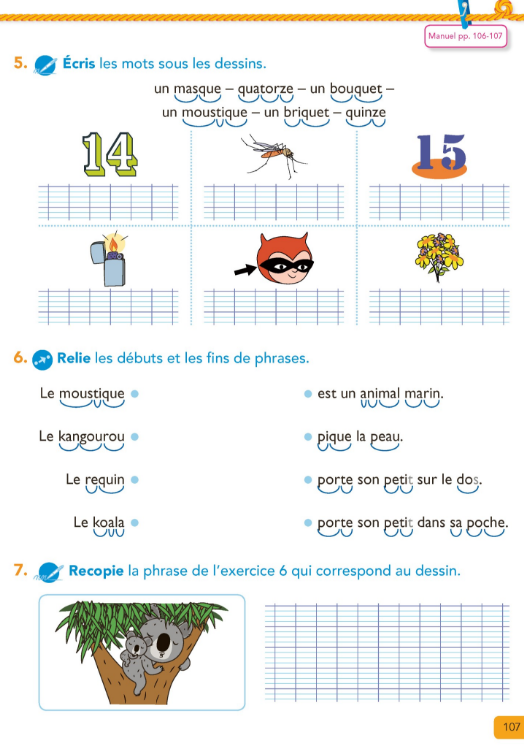 Manuel pp. 106-107
5. Écris les mots sous les dessins.
un masque – quatorze – un bouquet –
un moustique – un briquet – quinze
14
15
6. Relie les débuts et les fins de phrases.
Le moustique
est un animal marin.
Le kangourou
pique la peau.
Le requin
porte son petit sur le dos.
Le koala
porte son petit dans sa poche.
7. Recopie la phrase de l'exercice 6 qui correspond au dessin.
107